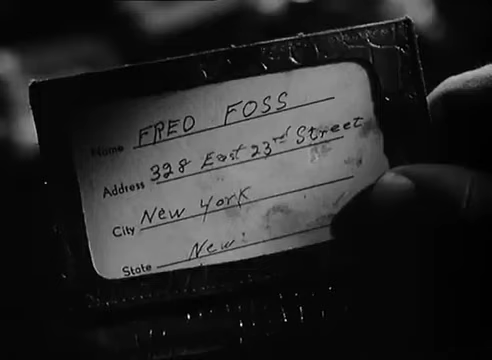 Name FRED FOSS
Address 328 East 23rd Street
City New York
State New